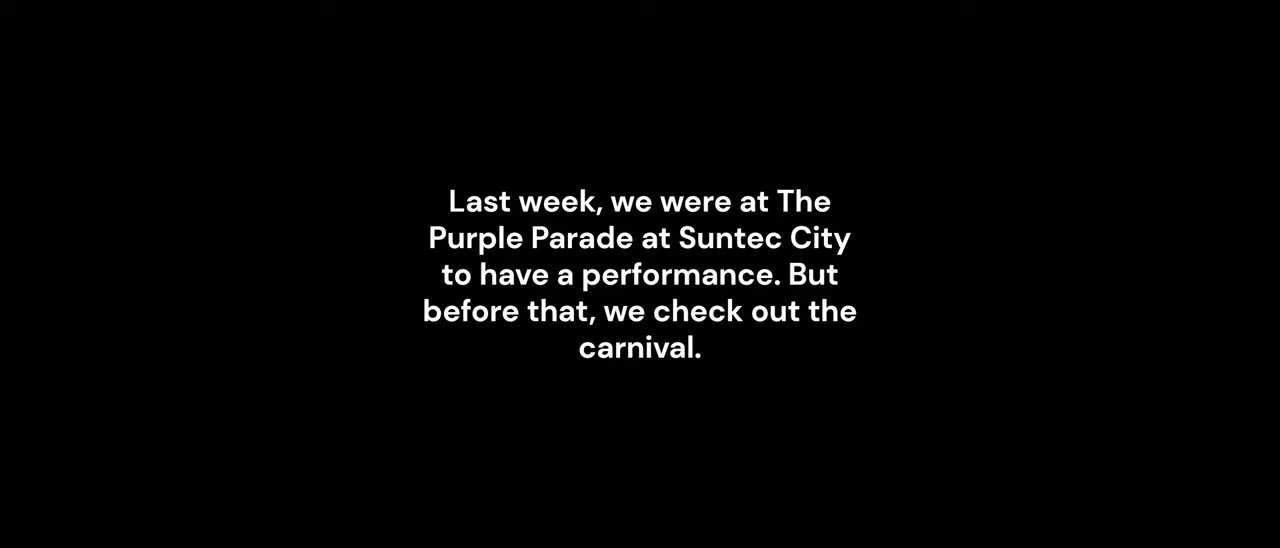 Last week, we were at The
Purple Parade at Suntec City
to have a performance. But
before that, we check out the
carnival.